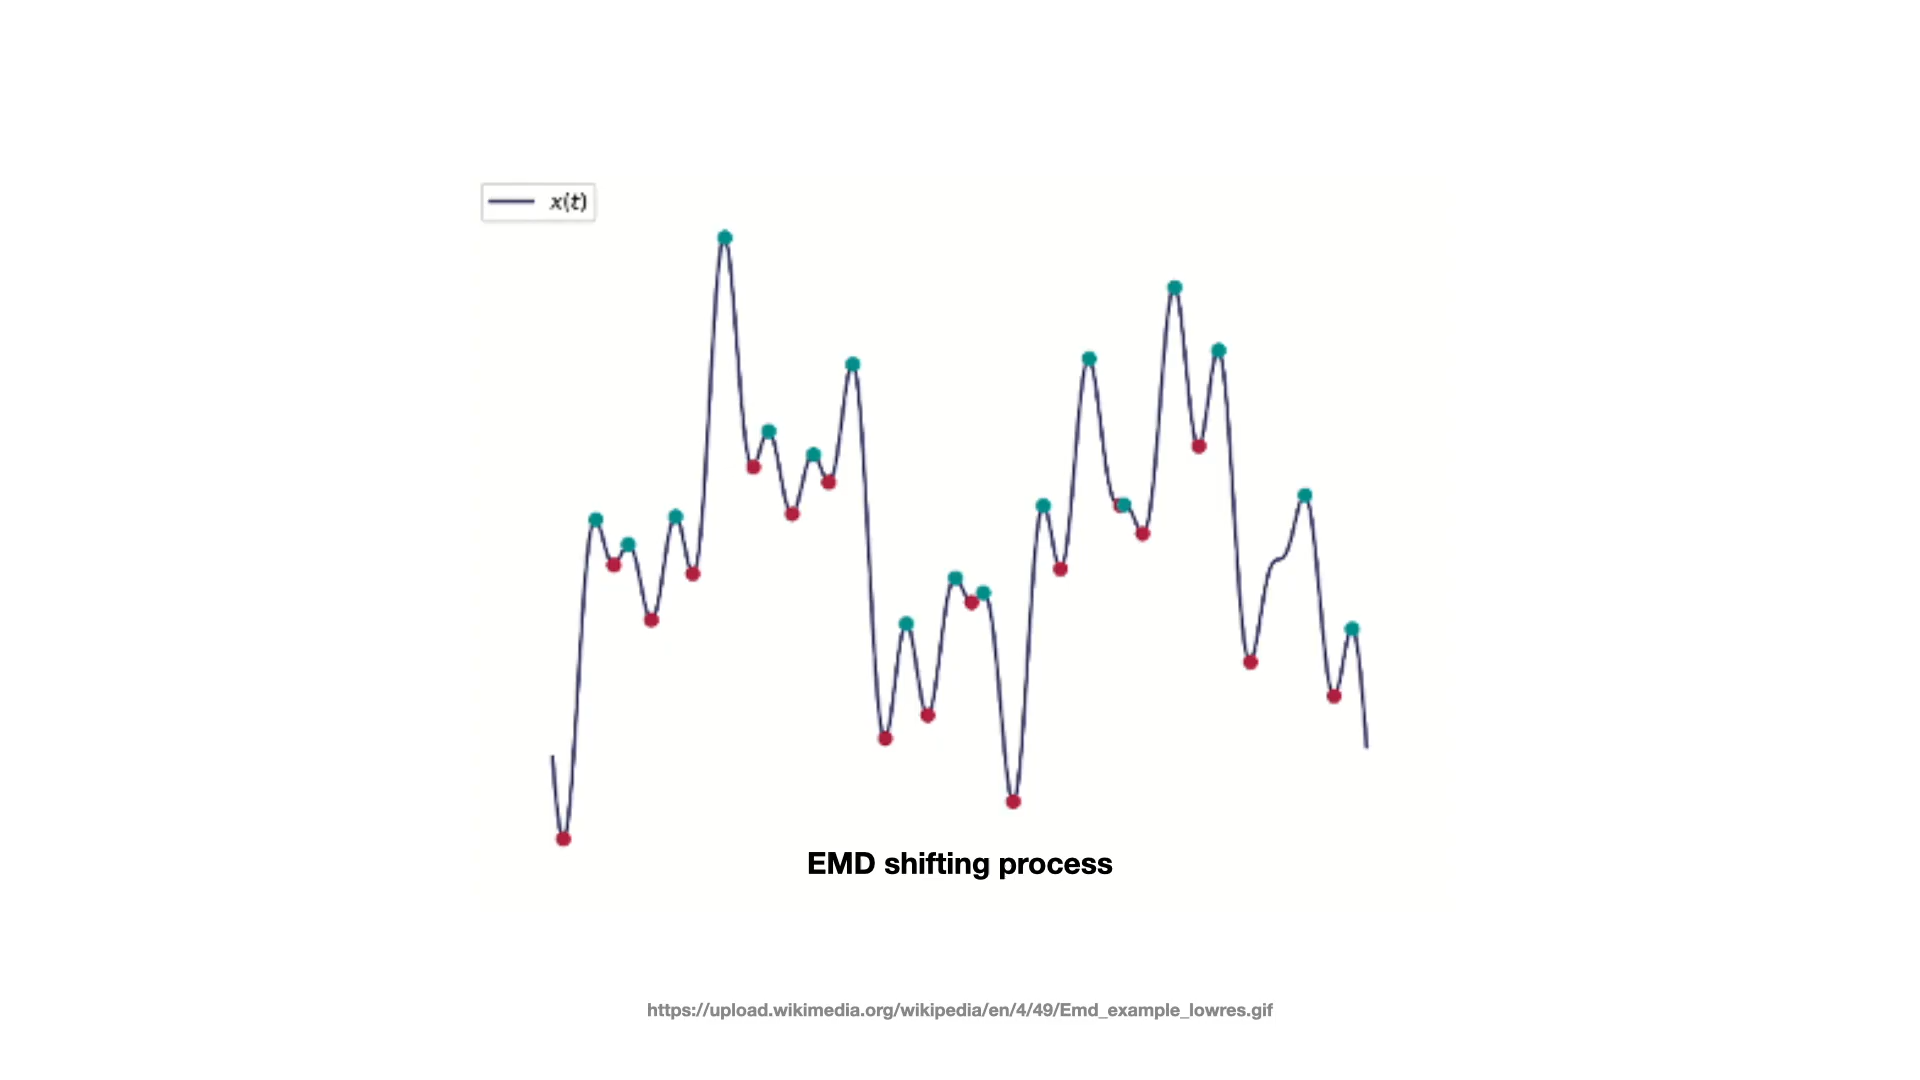 x(t)
EMD shifting process
https://upload.wikimedia.org/wikipedia/en/4/49/Emd_example_lowres.gif